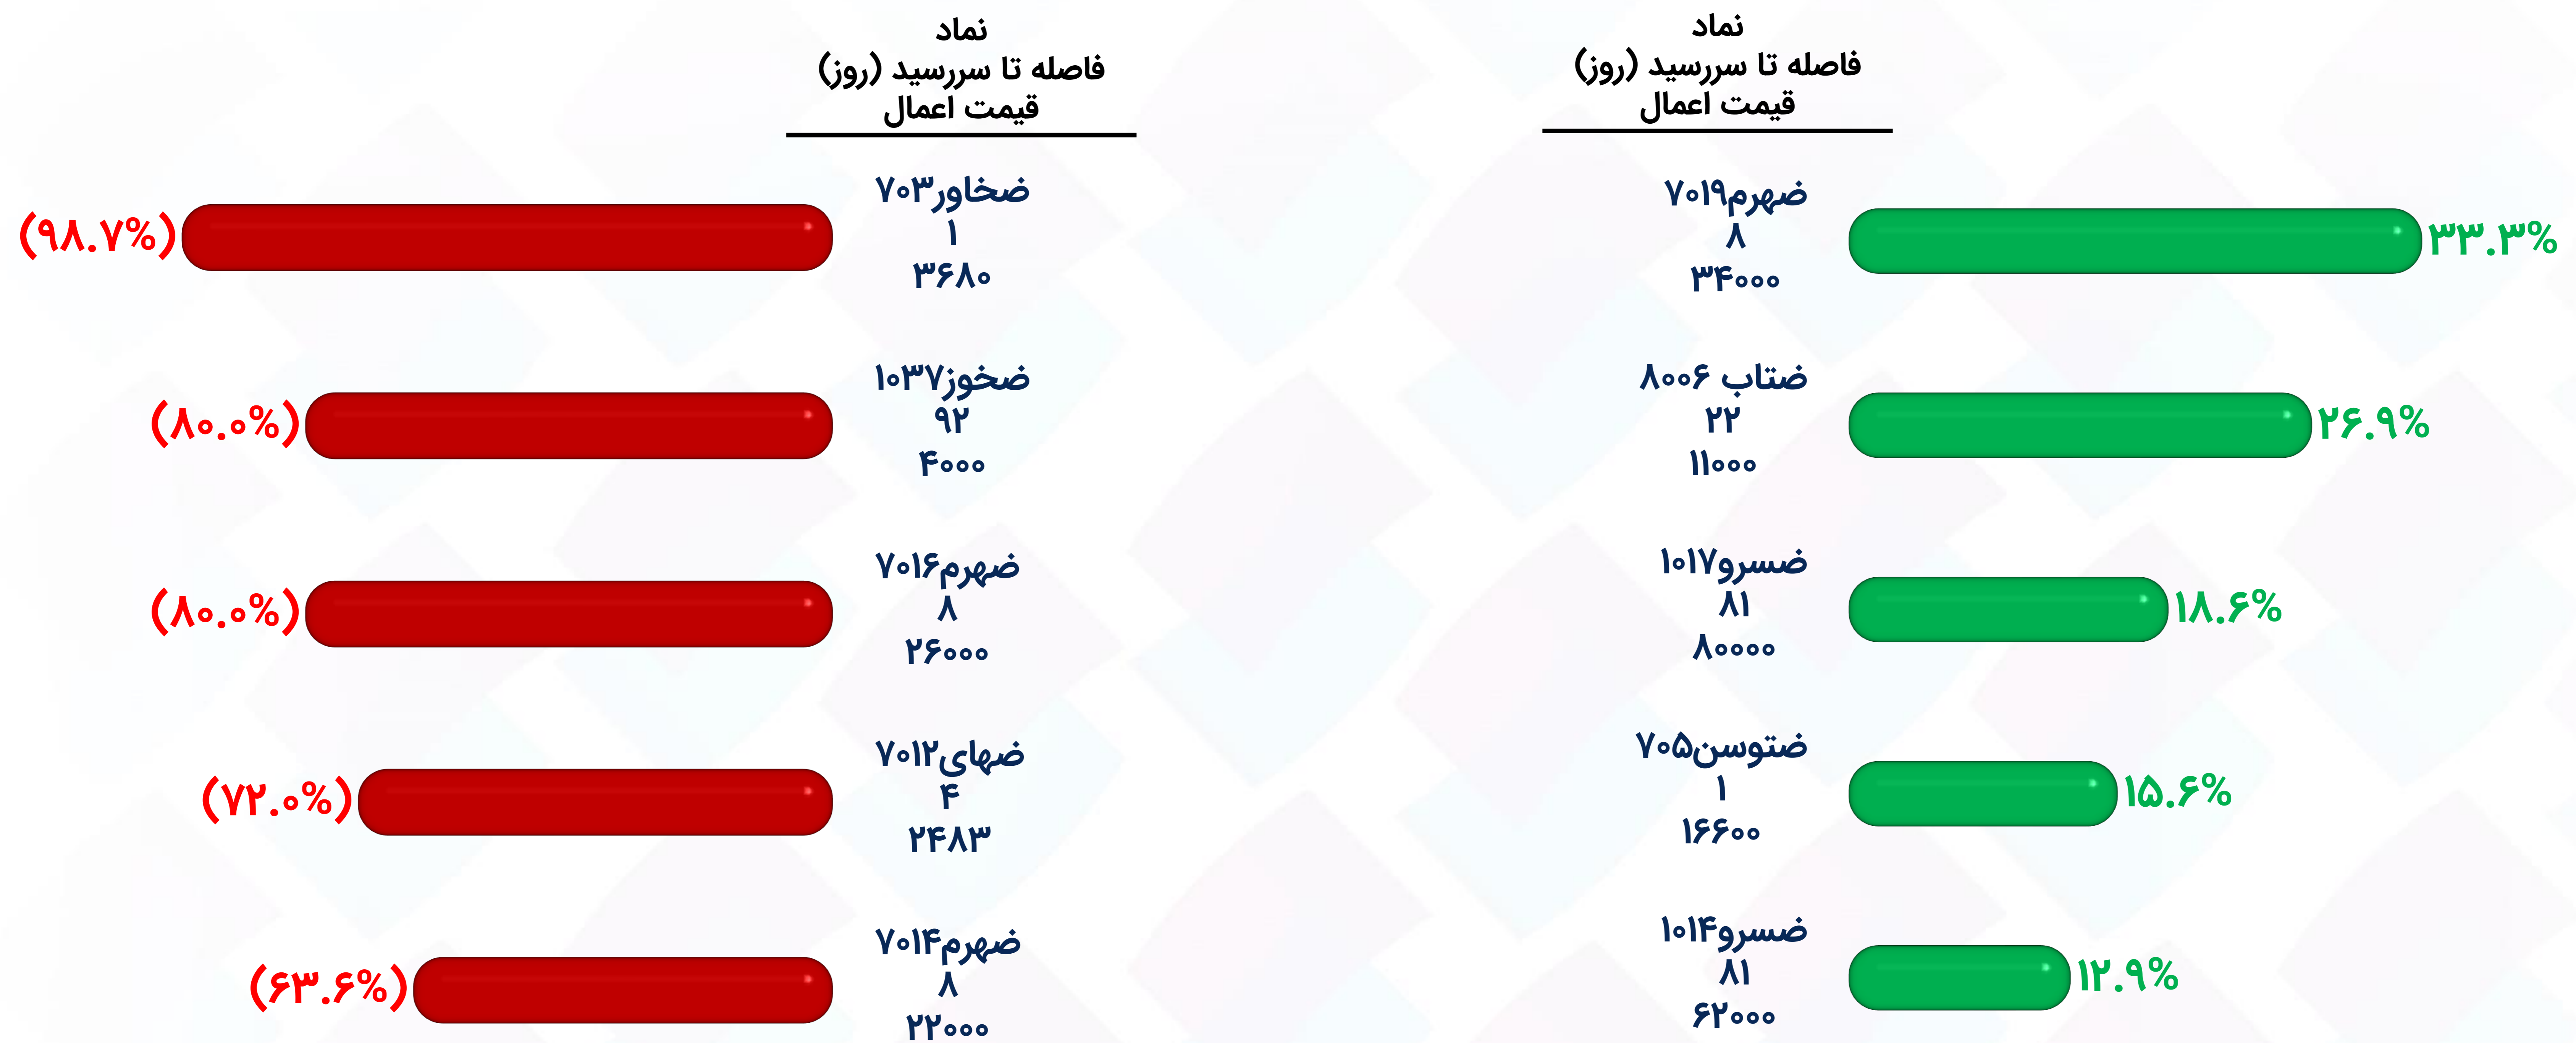 نماد
فاصله تا سررسید (روز)
قیمت اعمال
ضهرم۷۰۱۹
۸
۳۴۰۰۰
۳۳.۳%
ضتاب ۸۰۰۶
۲۲
۱۱۰۰۰
۲۶.۹%
ضسرو۱۰۱۷
۸۱
۸۰۰۰۰
۱۸.۶%
ضتوسن۷۰۵
۱
۱۶۶۰۰
۱۵.۶%
ضسرو۱۰۱۴
۸۱
۶۲۰۰۰
۱۲.۹%
نماد
فاصله تا سررسید (روز)
قیمت اعمال
ضخاور۷۰۳
۱
۳۶۸۰
(۹۸.۷%)
ضخوز۱۰۳۷
۹۲
۴۰۰۰
(۸۰.۰%)
ضهرم۷۰۱۶
۸
۲۶۰۰۰
(۸۰.۰%)
ضهای۷۰۱۲
۴
۲۴۸۳
(۷۲.۰%)
ضهرم۷۰۱۴
۸
۲۲۰۰۰
(۶۳.۶%)